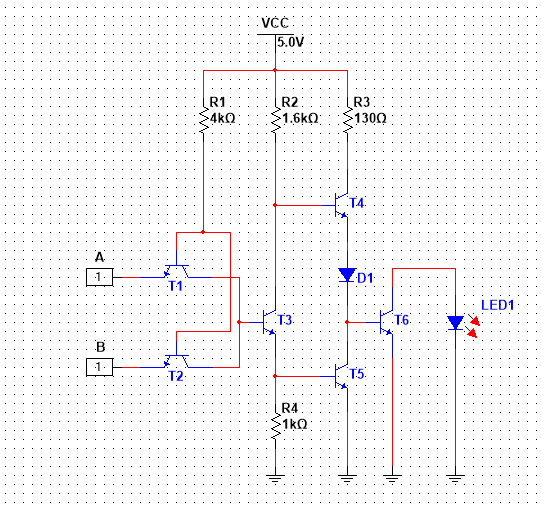 VCC
5.0V
R1
4kΩ
R2
1.6kΩ
R3
130Ω
T4
A
1
T1
D1
LED1
T3
T6
B
1
T2
T5
R4
1kΩ